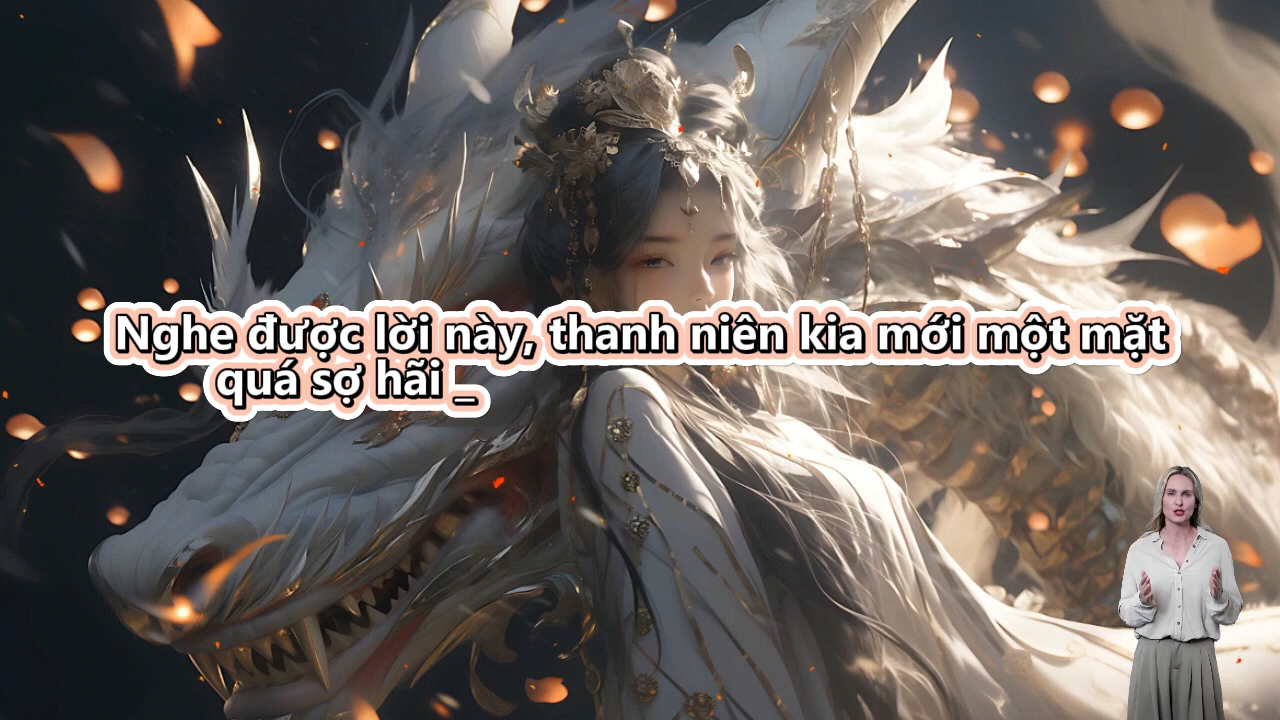 Nghe được lời này, thanh niên kia mới một mặt
quá sợ hãi _